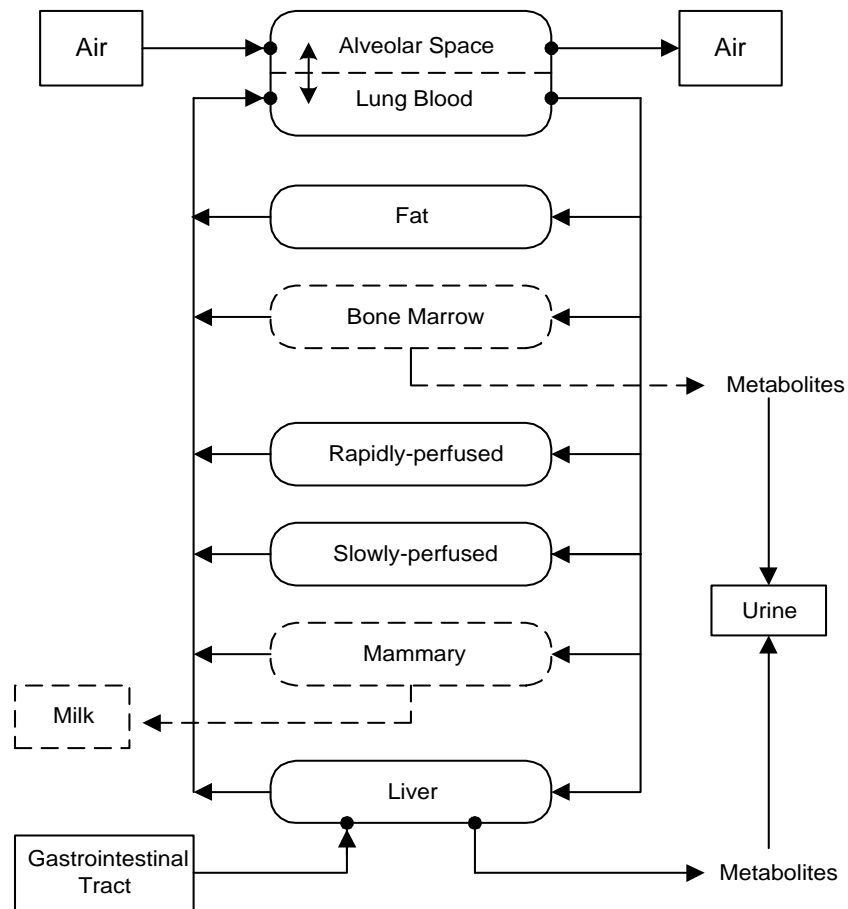 Air
Alveolar Space
Air
Lung Blood
Fat
Bone Marrow
Metabolites
Rapidly-perfused
Slowly-perfused
Urine
Mammary
Milk
Liver
Gastrointestinal
Tract
Metabolites